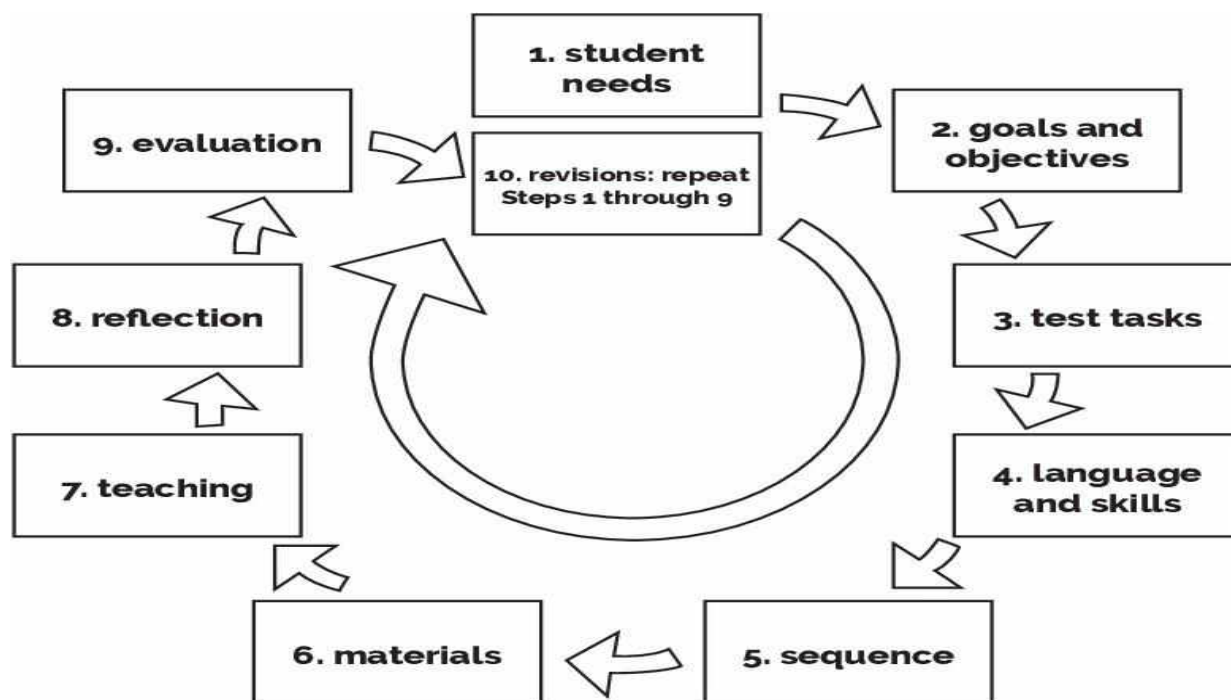 1. student
needs
2. goals and
objectives
3. test tasks
4. language
and skills
5. sequence
6. materials
7. teaching
8. reflection
9. evaluation
10. revisions: repeat
Steps 1 through 9